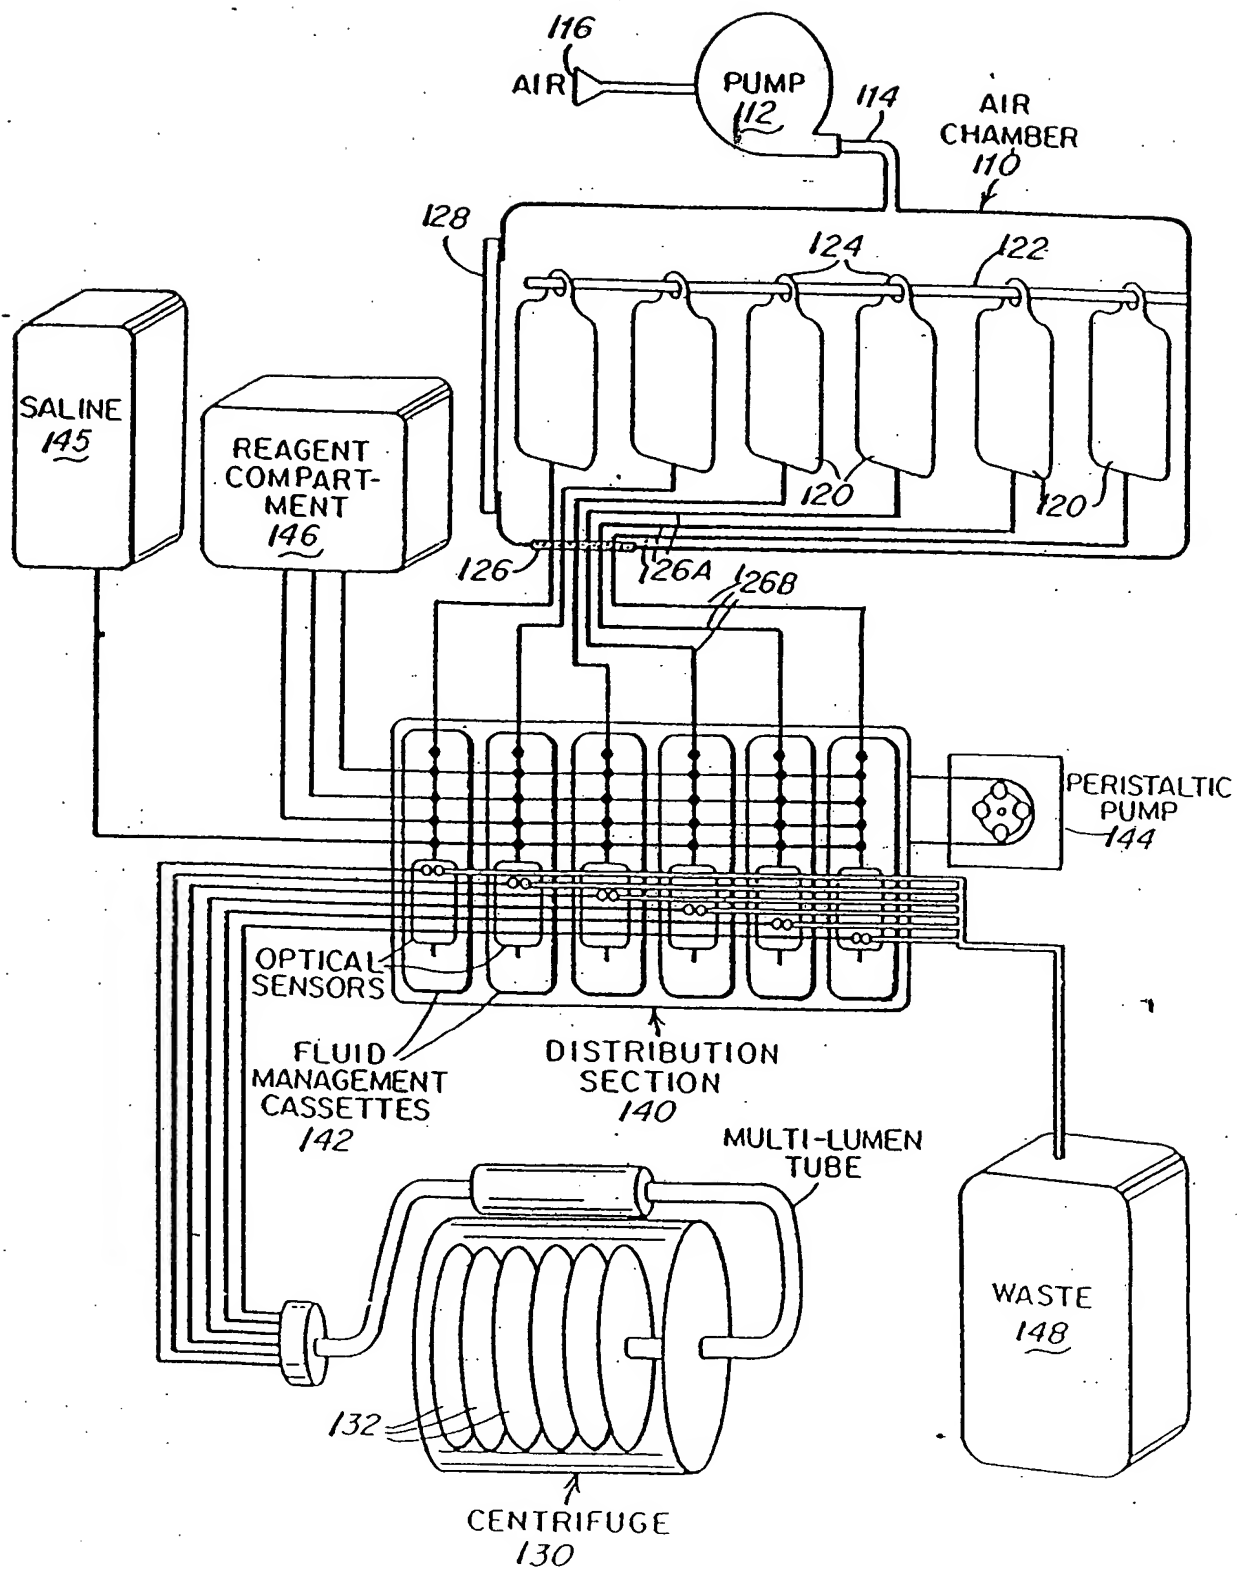 116
AIR
PUMP
112
114
AIR
CHAMBER
110
128
124
122
SALINE
145
REAGENT
COMPART-
MENT
146
120
120
126
126A
126B
PERISTALTIC
PUMP
144
OPTICAL
SENSORS
FLUID
MANAGEMENT
CASSETTES
142
DISTRIBUTION
SECTION
140
MULTI-LUMEN
TUBE
WASTE
148
132
CENTRIFUGE
130